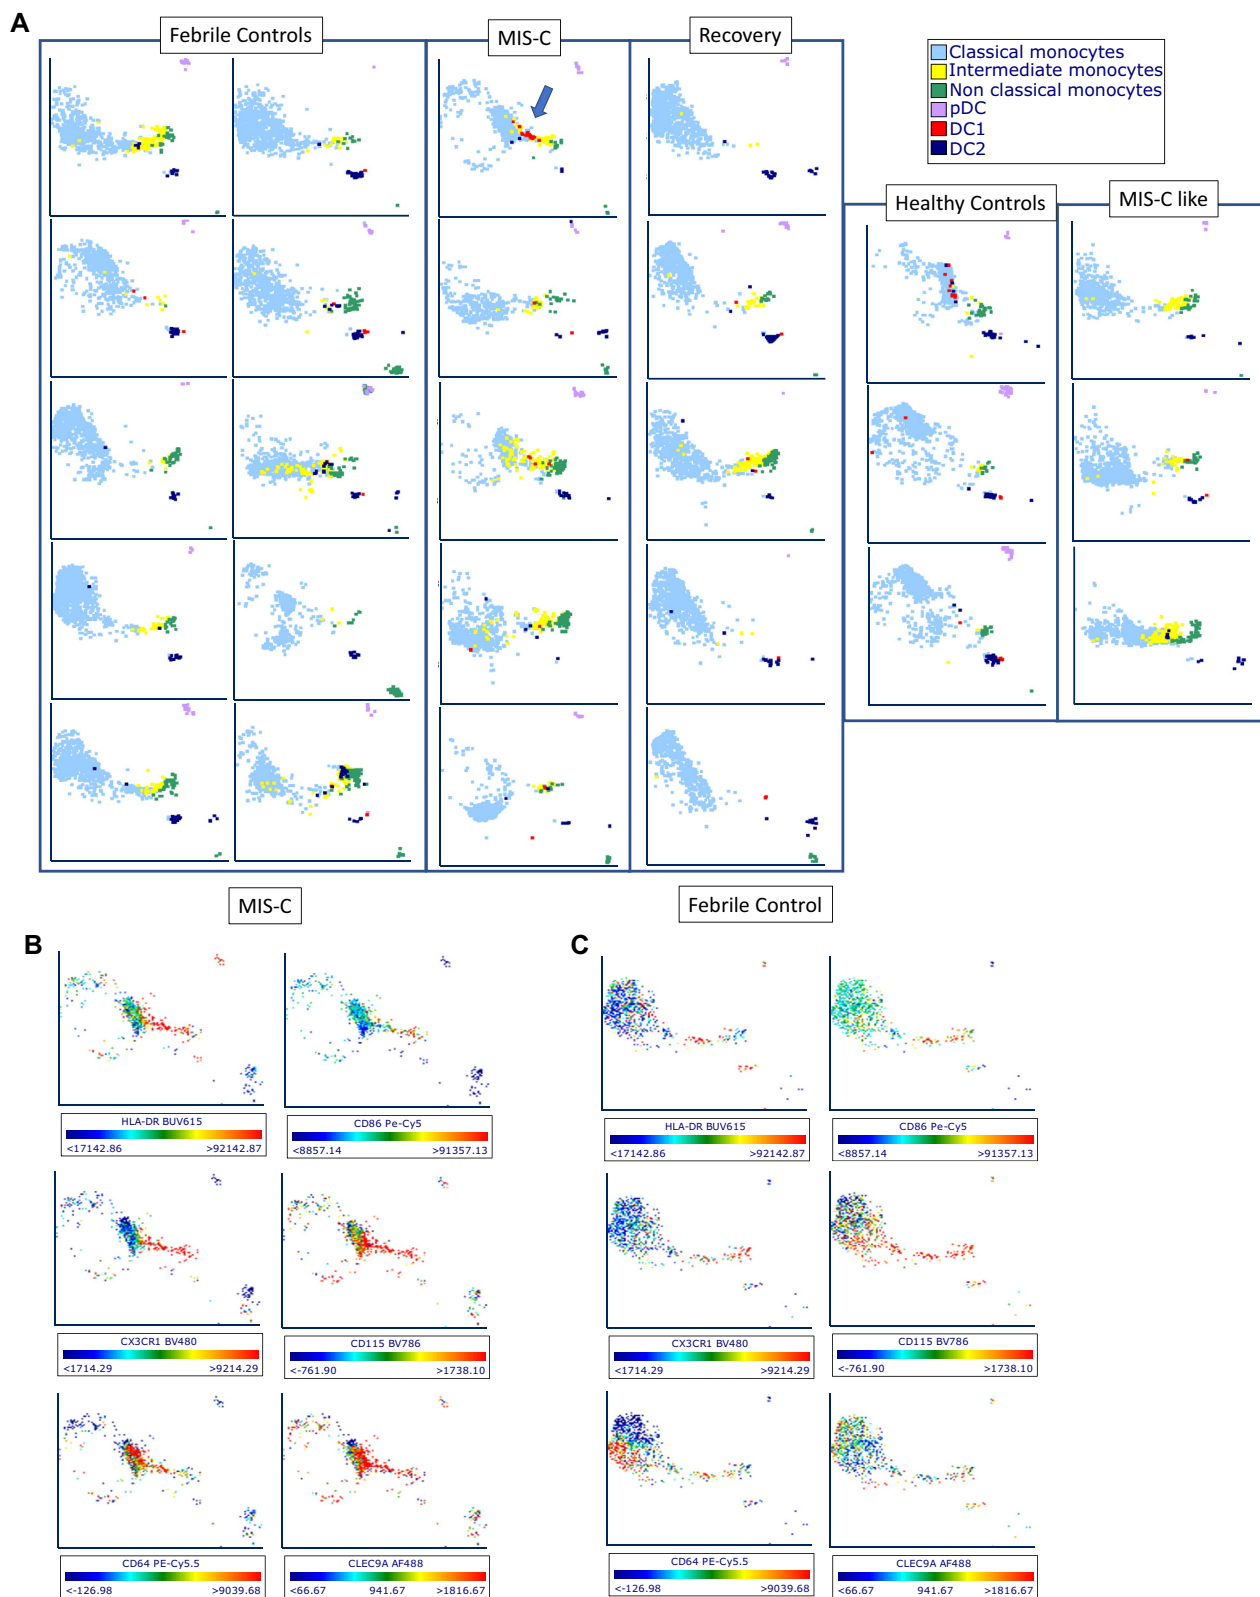 A
Febrile Controls
MIS-C
Recovery
Classical monocytes
Intermediate monocytes
Non classical monocytes
pDC
DC1
DC2
Healthy Controls
MIS-C like
MIS-C
Febrile Control
B
C
HLA-DR BUV615
<17142.86 >92142.87
CD86 Pe-Cy5
<8857.14 >91357.13
HLA-DR BUV615
<17142.86 >92142.87
CD86 Pe-Cy5
<8857.14 >91357.13
CX3CR1 BV480
<1714.29 >9214.29
CD115 BV786
<-761.90 >1738.10
CX3CR1 BV480
<1714.29 >9214.29
CD115 BV786
<-761.90 >1738.10
CD64 PE-Cy5.5
<-126.98 >9039.68
CLEC9A AF488
<66.67 941.67 >1816.67
CD64 PE-Cy5.5
<-126.98 >9039.68
CLEC9A AF488
<66.67 941.67 >1816.67